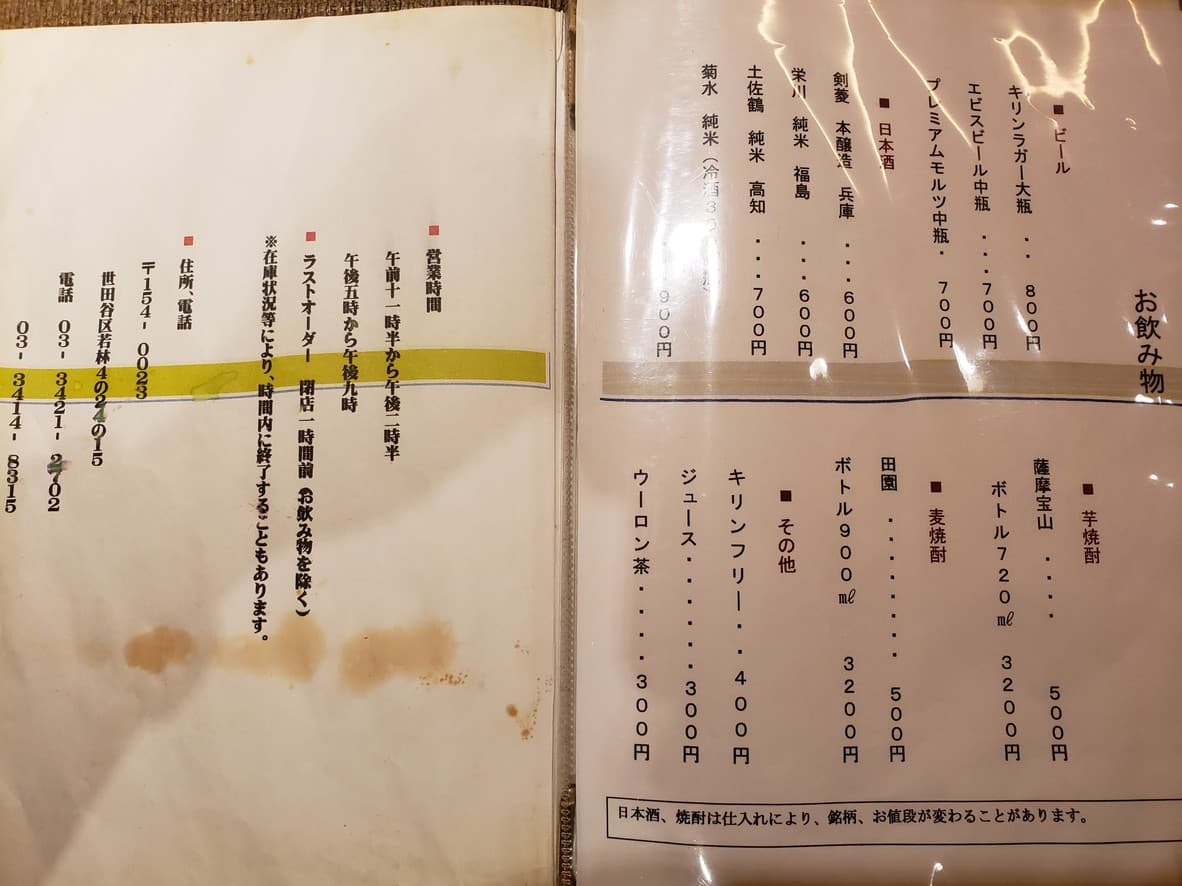 お飲み物
■ビール
キリンラガー大瓶・・800円
エビスビール中瓶・・・700円
プレミアムモルツ中瓶・700円
■日本酒
剣菱 本醸造 兵庫・・・600円
栄川 純米 福島・・・600円
土佐鶴 純米 高知・・・700円
菊水 純米(冷酒3
900円
■芋焼酎
薩摩宝山・・・・500円
ボトル720㎖ 3200円
■麦焼酎
田園・・・・・・・・500円
ボトル900㎖ 3200円
■その他
キリンフリー・・400円
ジュース・・・・・・300円
ウーロン茶・・・・・300円
日本酒、焼酎は仕入れにより、銘柄、お値段が変わることがあります。
■営業時間
午前十一時半から午後二時半
午後五時から午後九時
■ラストオーダー 閉店一時間前(お飲み物を除く)
※在庫状況等により、時間内に終了することもあります。
■住所、電話
〒154-0023
世田谷区若林4の24の15
電話 03-3421-2702
03-3414-8315